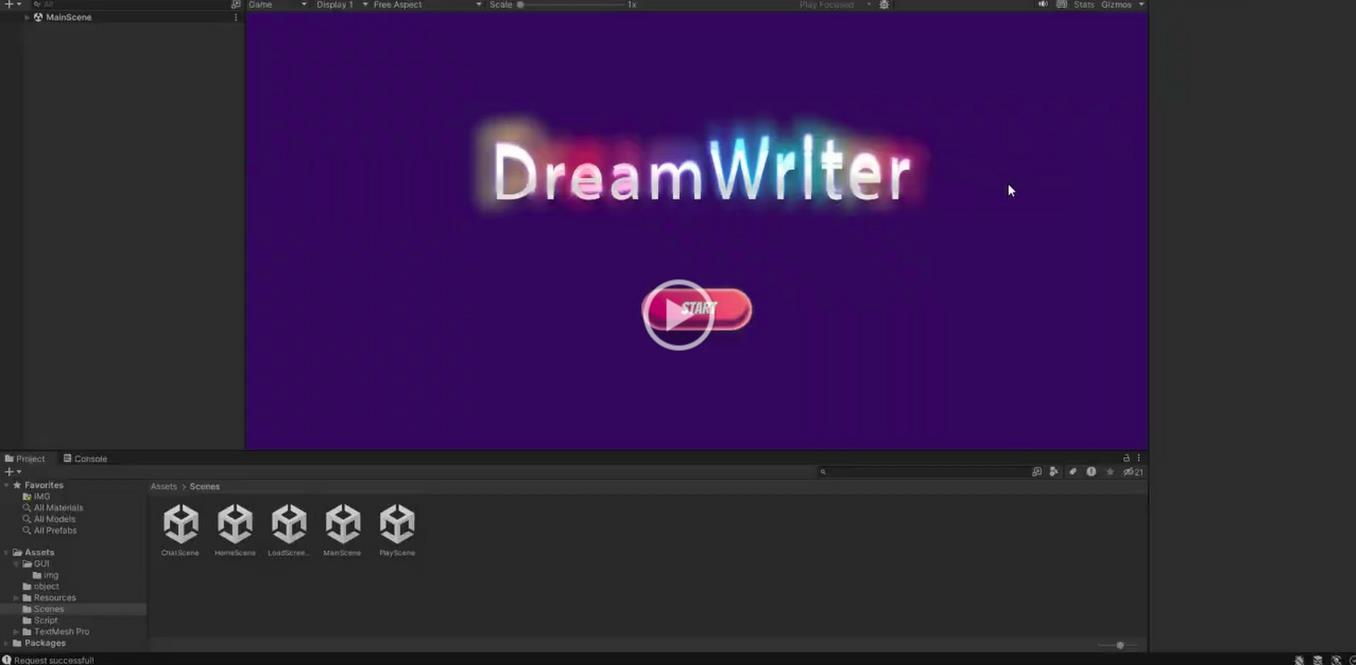 All
Game Display 1 Free Aspect Scale 1x Play Focused Stats Gizmos
MainScene
DreamWrIter
START
Project Console
21
Favorites
IMG
All Materials
All Models
All Prefabs
Assets
GUI
img
object
Resources
Scenes
Script
TextMesh Pro
Packages
Assets > Scenes
HomeScene LoadScree... MainScene PlayScene
Request successful!